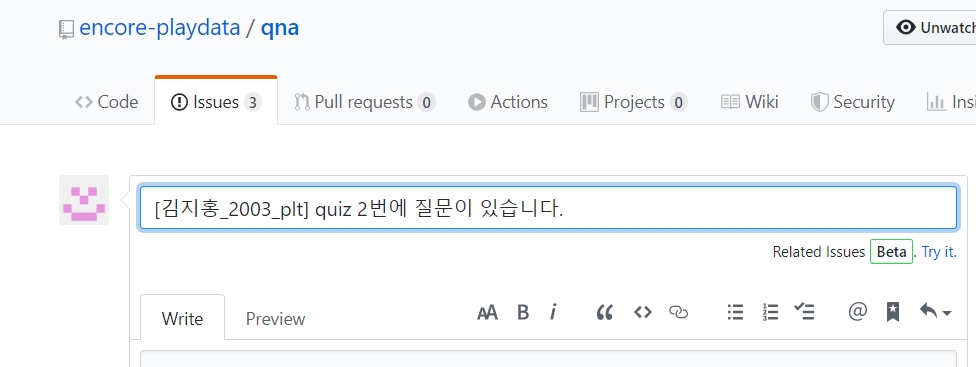 encore-playdata / qna
Unwatch
Code Issues 3 Pull requests 0 Actions Projects 0 Wiki Security Insi
[김지홍_2003_plt] quiz 2번에 질문이 있습니다.
Related Issues Beta. Try it.
Write Preview AA B i